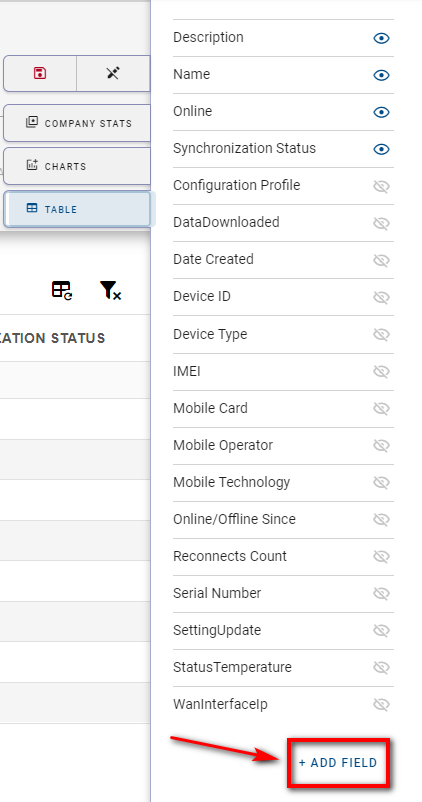 COMPANY STATS
CHARTS
TABLE
ATION STATUS
Description
Name
Online
Synchronization Status
Configuration Profile
DataDownloaded
Date Created
Device ID
Device Type
IMEI
Mobile Card
Mobile Operator
Mobile Technology
Online/Offline Since
Reconnects Count
Serial Number
SettingUpdate
StatusTemperature
WanInterfaceIp
+ ADD FIELD